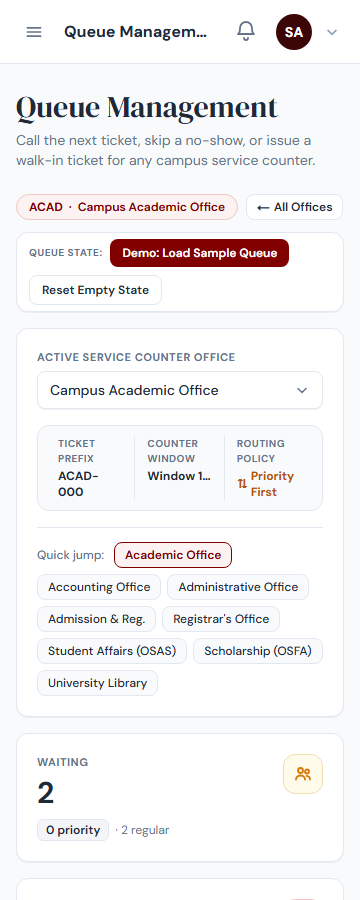 Queue Managem...
SA
Queue Management
Call the next ticket, skip a no-show, or issue a
walk-in ticket for any campus service counter.
ACAD · Campus Academic Office
← All Offices
QUEUE STATE:
Demo: Load Sample Queue
Reset Empty State
ACTIVE SERVICE COUNTER OFFICE
Campus Academic Office
TICKET
PREFIX
ACAD-
000
COUNTER
WINDOW
Window 1...
ROUTING
POLICY
⇅ Priority
First
Quick jump:
Academic Office
Accounting Office
Administrative Office
Admission & Reg.
Registrar's Office
Student Affairs (OSAS)
Scholarship (OSFA)
University Library
WAITING
2
0 priority
· 2 regular